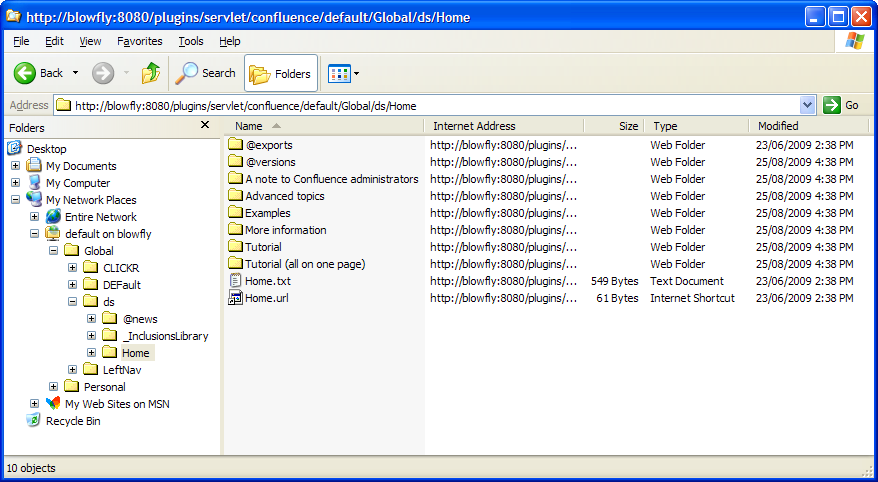 http://blowfly:8080/plugins/servlet/confluence/default/Global/ds/Home
File Edit View Favorites Tools Help
Back Search Folders
Address http://blowfly:8080/plugins/servlet/confluence/default/Global/ds/Home Go
Folders
Desktop
My Documents
My Computer
My Network Places
Entire Network
default on blowfly
Global
CLICKR
DEFault
ds
@news
_InclusionsLibrary
Home
LeftNav
Personal
My Web Sites on MSN
Recycle Bin
Name Internet Address Size Type Modified
@exports http://blowfly:8080/plugins/... Web Folder 23/06/2009 2:38 PM
@versions http://blowfly:8080/plugins/... Web Folder 25/08/2009 4:38 PM
A note to Confluence administrators http://blowfly:8080/plugins/... Web Folder 25/08/2009 4:38 PM
Advanced topics http://blowfly:8080/plugins/... Web Folder 25/08/2009 4:38 PM
Examples http://blowfly:8080/plugins/... Web Folder 25/08/2009 4:38 PM
More information http://blowfly:8080/plugins/... Web Folder 25/08/2009 4:38 PM
Tutorial http://blowfly:8080/plugins/... Web Folder 25/08/2009 4:38 PM
Tutorial (all on one page) http://blowfly:8080/plugins/... Web Folder 25/08/2009 4:38 PM
Home.txt http://blowfly:8080/plugins/... 549 Bytes Text Document 23/06/2009 2:38 PM
Home.url http://blowfly:8080/plugins/... 61 Bytes Internet Shortcut 23/06/2009 2:38 PM
10 objects